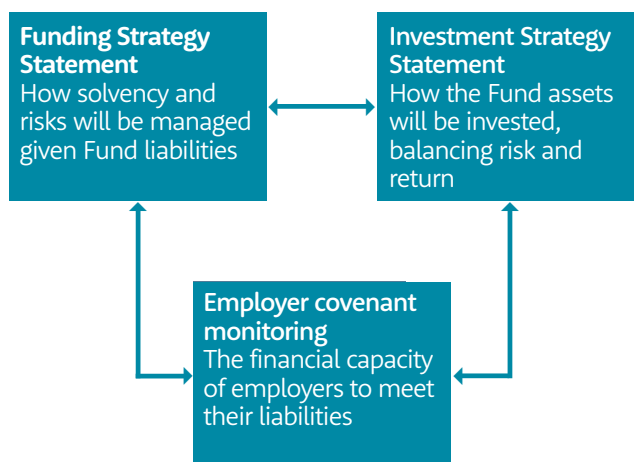 Funding Strategy
Statement
How solvency and
risks will be managed
given Fund liabilities
Investment Strategy
Statement
How the Fund assets
will be invested,
balancing risk and
return
Employer covenant
monitoring
The financial capacity
of employers to meet
their liabilities